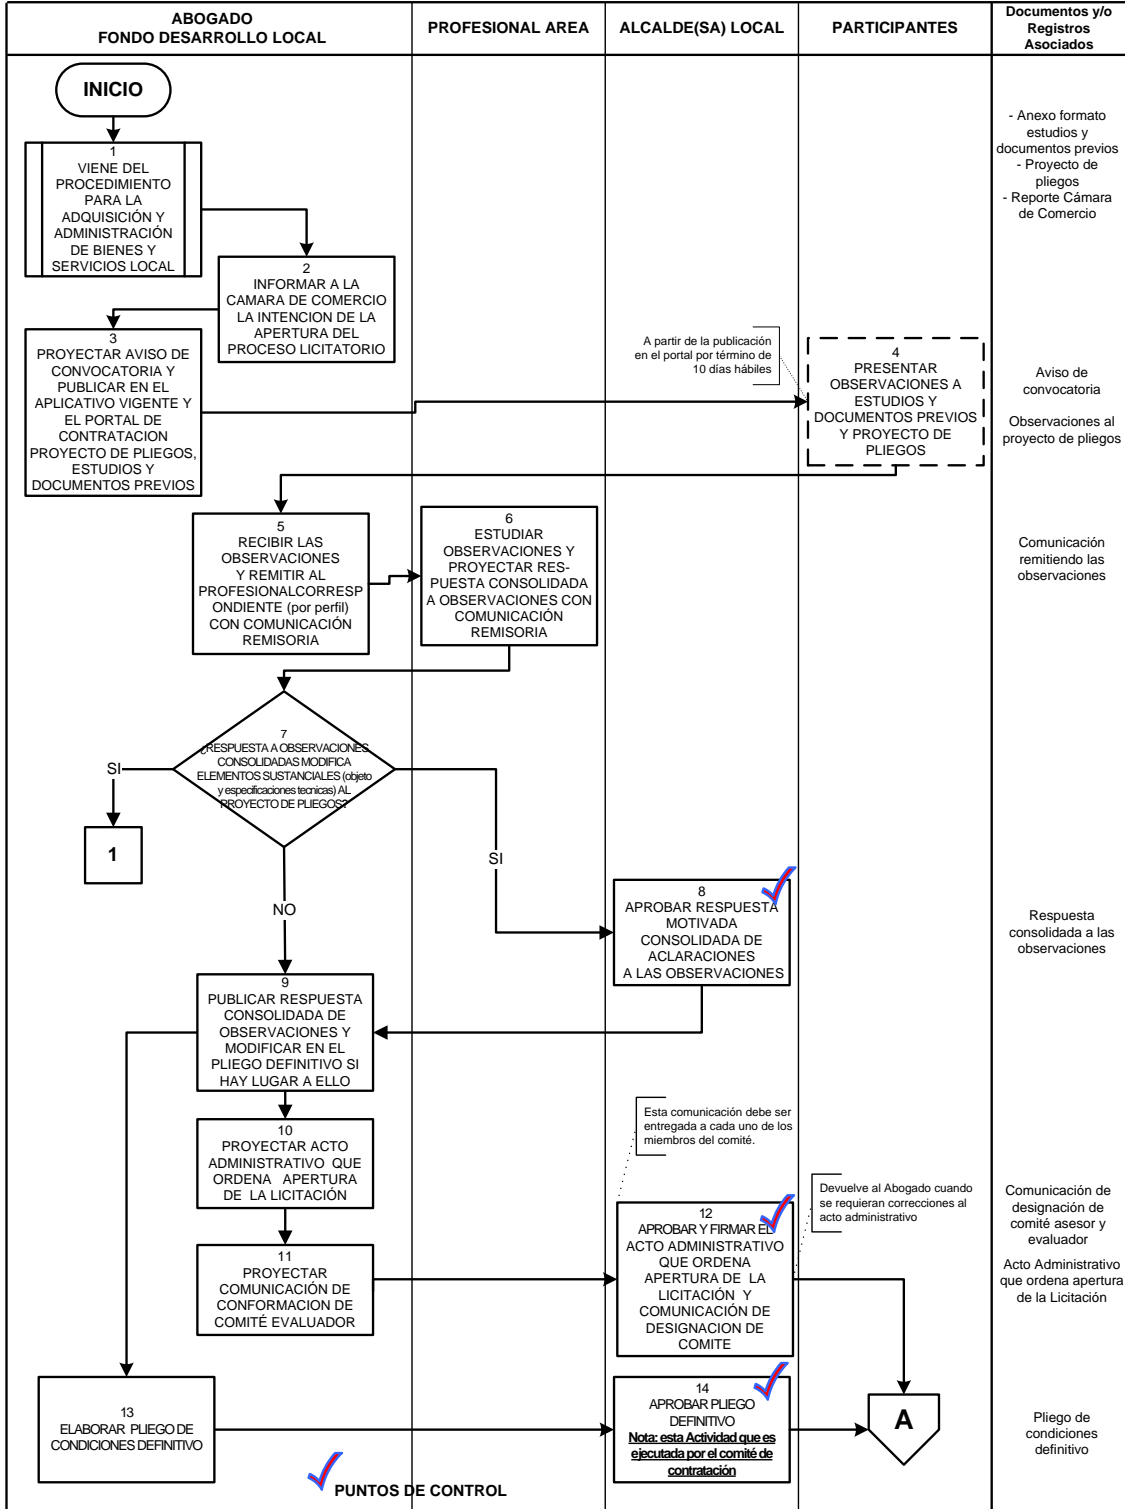 ABOGADO
FONDO DESARROLLO LOCAL
PROFESIONAL AREA
ALCALDE(SA) LOCAL
PARTICIPANTES
Documentos y/o
Registros
Asociados
INICIO
1
VIENE DEL
PROCEDIMIENTO
PARA LA
ADQUISICIÓN Y
ADMINISTRACIÓN
DE BIENES Y
SERVICIOS LOCAL
- Anexo formato
estudios y
documentos previos
- Proyecto de
pliegos
- Reporte Cámara
de Comercio
2
INFORMAR A LA
CAMARA DE COMERCIO
LA INTENCION DE LA
APERTURA DEL
PROCESO LICITATORIO
3
PROYECTAR AVISO DE
CONVOCATORIA Y
PUBLICAR EN EL
APLICATIVO VIGENTE Y
EL PORTAL DE
CONTRATACION
PROYECTO DE PLIEGOS,
ESTUDIOS Y
DOCUMENTOS PREVIOS
A partir de la publicación
en el portal por término de
10 días hábiles
4
PRESENTAR
OBSERVACIONES A
ESTUDIOS Y
DOCUMENTOS PREVIOS
Y PROYECTO DE
PLIEGOS
Aviso de
convocatoria
Observaciones al
proyecto de pliegos
5
RECIBIR LAS
OBSERVACIONES
Y REMITIR AL
PROFESIONALCORRESP
ONDIENTE (por perfil)
CON COMUNICACIÓN
REMISORIA
6
ESTUDIAR
OBSERVACIONES Y
PROYECTAR RES-
PUESTA CONSOLIDADA
A OBSERVACIONES CON
COMUNICACIÓN
REMISORIA
Comunicación
remitiendo las
observaciones
7
¿RESPUESTA A OBSERVACIONES
CONSOLIDADAS MODIFICA
ELEMENTOS SUSTANCIALES (objeto
y especificaciones tecnicas) AL
PROYECTO DE PLIEGOS?
SI
1
SI
NO
8
APROBAR RESPUESTA
MOTIVADA
CONSOLIDADA DE
ACLARACIONES
A LAS OBSERVACIONES
Respuesta
consolidada a las
observaciones
9
PUBLICAR RESPUESTA
CONSOLIDADA DE
OBSERVACIONES Y
MODIFICAR EN EL
PLIEGO DEFINITIVO SI
HAY LUGAR A ELLO
10
PROYECTAR ACTO
ADMINISTRATIVO QUE
ORDENA APERTURA
DE LA LICITACIÓN
Esta comunicación debe ser
entregada a cada uno de los
miembros del comité.
11
PROYECTAR
COMUNICACIÓN DE
CONFORMACION DE
COMITÉ EVALUADOR
12
APROBAR Y FIRMAR EL
ACTO ADMINISTRATIVO
QUE ORDENA
APERTURA DE LA
LICITACIÓN Y
COMUNICACIÓN DE
DESIGNACION DE
COMITE
Devuelve al Abogado cuando
se requieran correcciones al
acto administrativo
Comunicación de
designación de
comité asesor y
evaluador
Acto Administrativo
que ordena apertura
de la Licitación
13
ELABORAR PLIEGO DE
CONDICIONES DEFINITIVO
14
APROBAR PLIEGO
DEFINITIVO
Nota: esta Actividad que es
ejecutada por el comité de
contratación
A
Pliego de
condiciones
definitivo
PUNTOS DE CONTROL